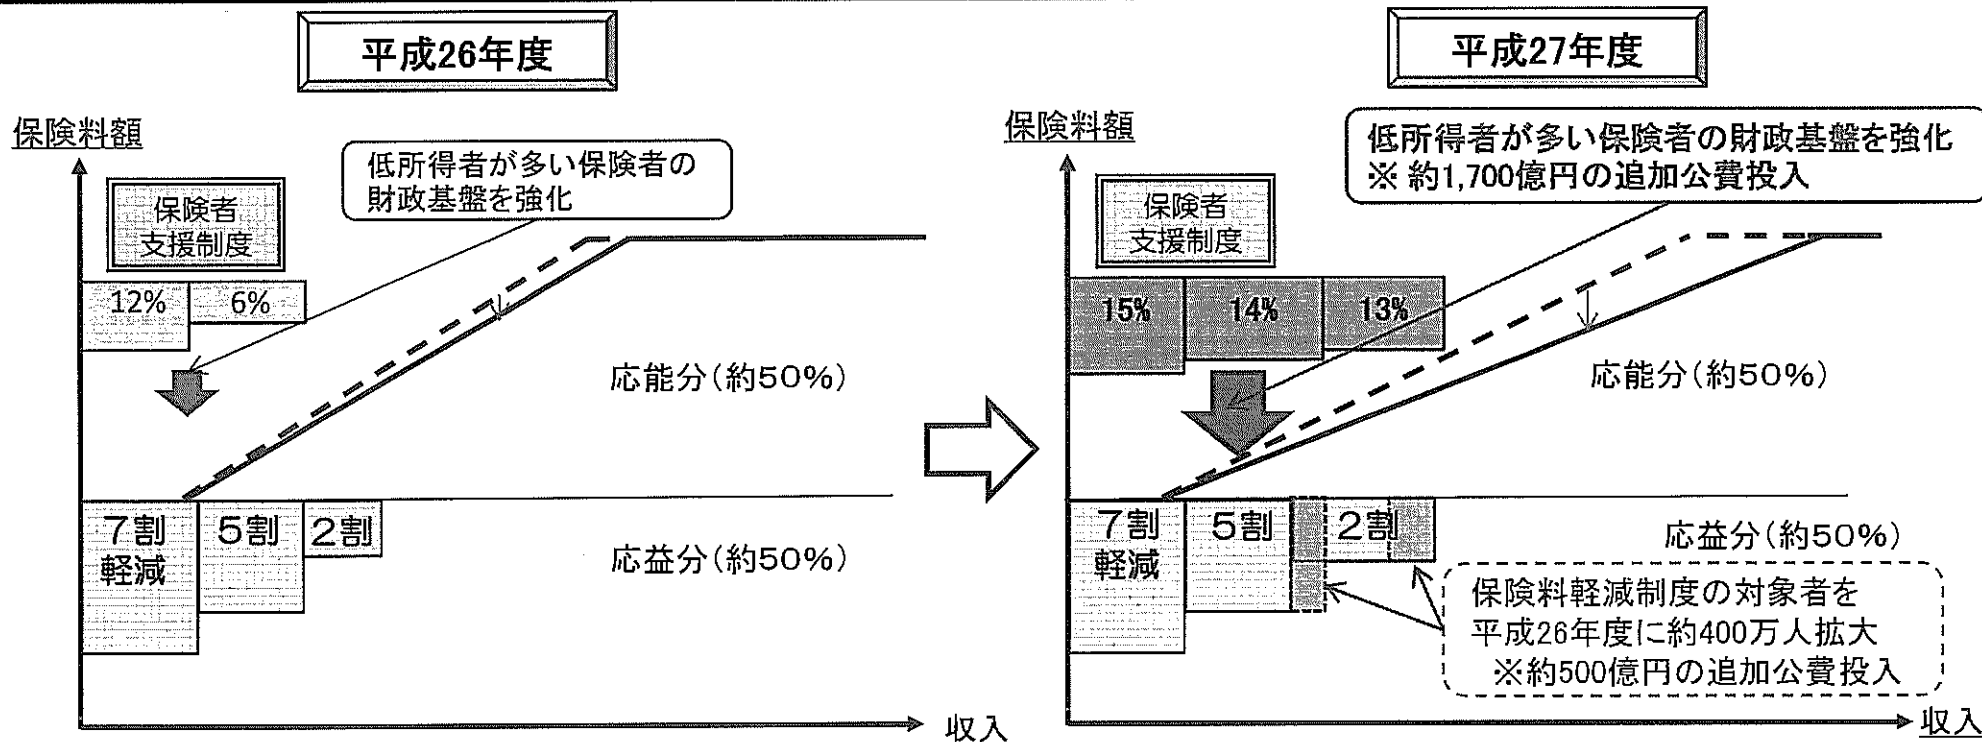 平成26年度
保険料額
低所得者が多い保険者の
財政基盤を強化
保険者
支援制度
12%
6%
応能分(約50%)
7割
軽減
5割
2割
応益分(約50%)
収入
平成27年度
保険料額
低所得者が多い保険者の財政基盤を強化
※ 約1,700億円の追加公費投入
保険者
支援制度
15%
14%
13%
応能分(約50%)
7割
軽減
5割
2割
応益分(約50%)
保険料軽減制度の対象者を
平成26年度に約400万人拡大
※約500億円の追加公費投入
収入